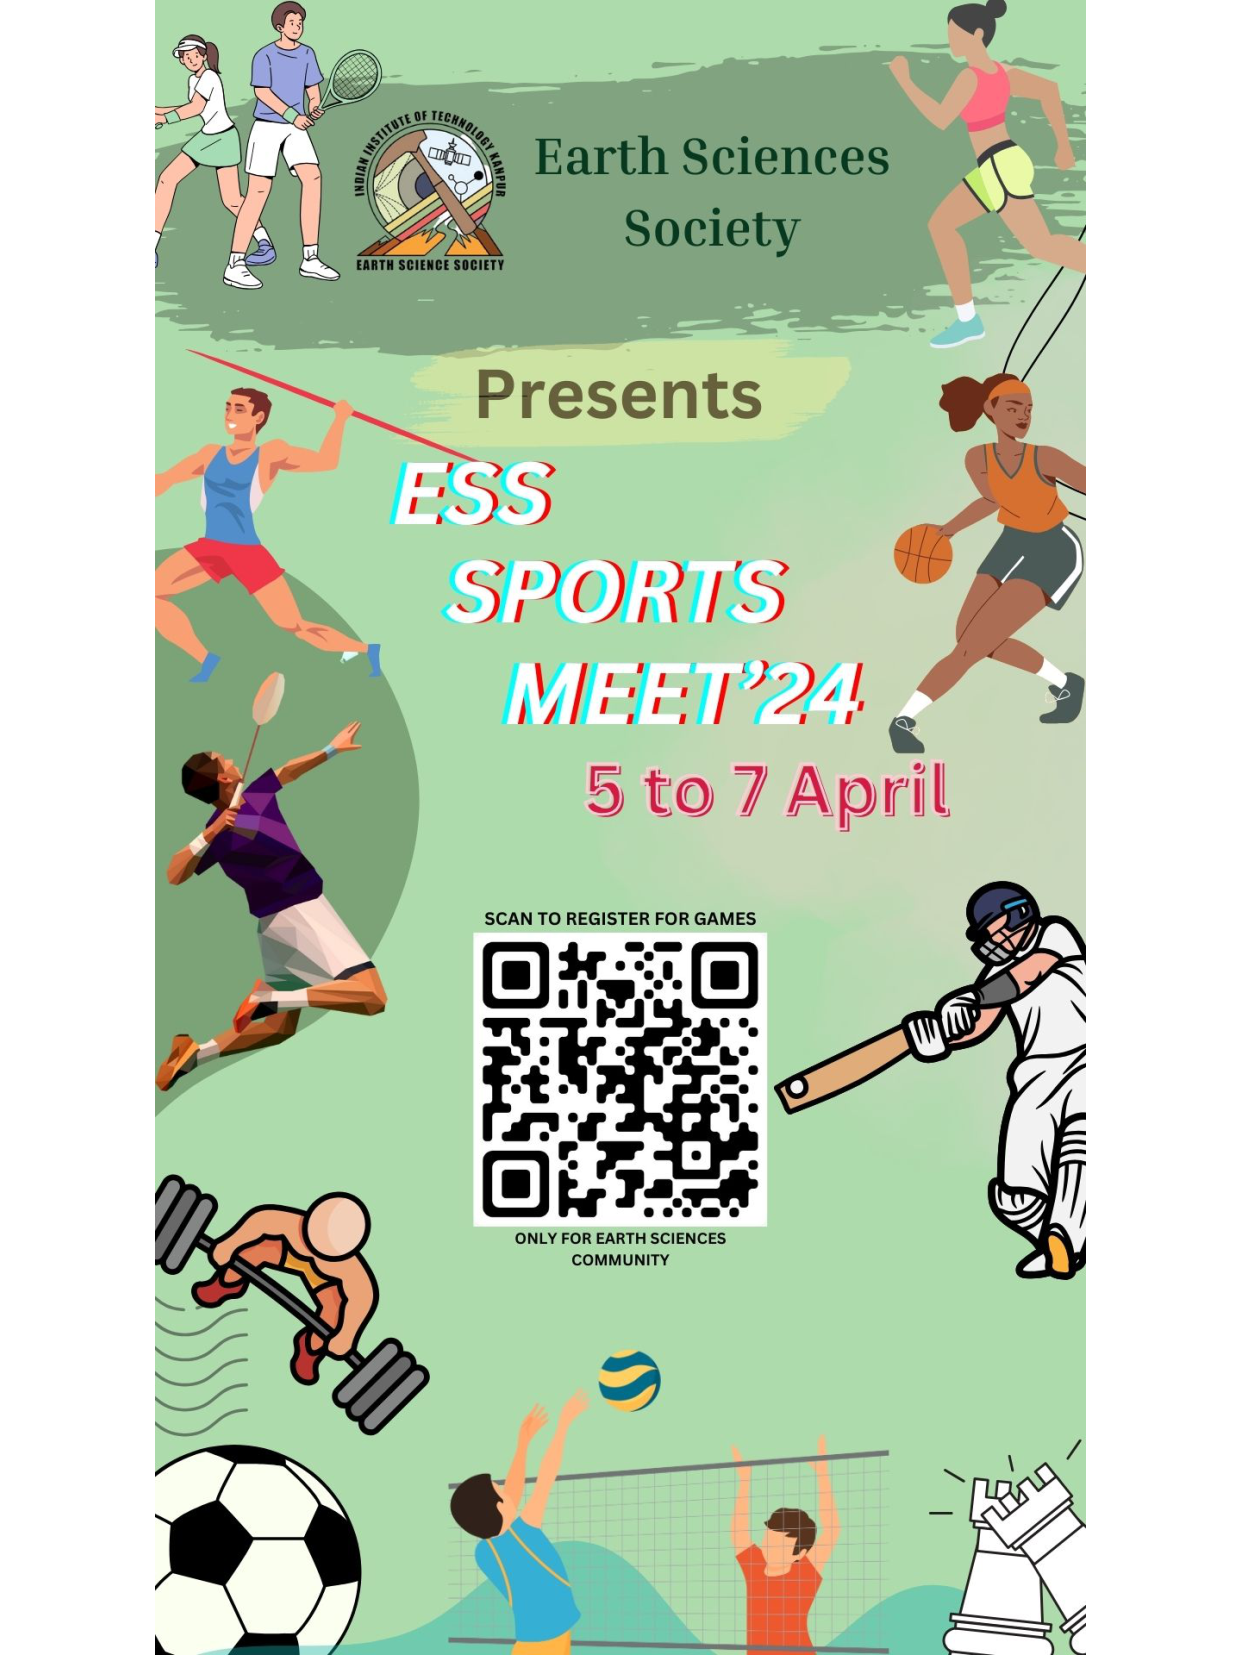 INDIAN INSTITUTE OF TECHNOLOGY KANPUR
EARTH SCIENCE SOCIETY
Earth Sciences
Society
Presents
ESS
SPORTS
MEET’24
5 to 7 April
SCAN TO REGISTER FOR GAMES
ONLY FOR EARTH SCIENCES
COMMUNITY